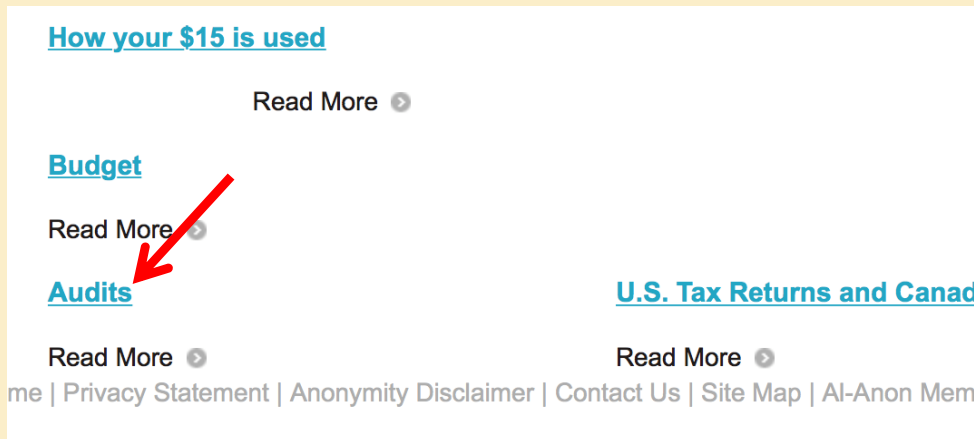 How your $15 is used
Read More
Budget
Read More
Audits
U.S. Tax Returns and Canad
Read More
Read More
me | Privacy Statement | Anonymity Disclaimer | Contact Us | Site Map | Al-Anon Mem